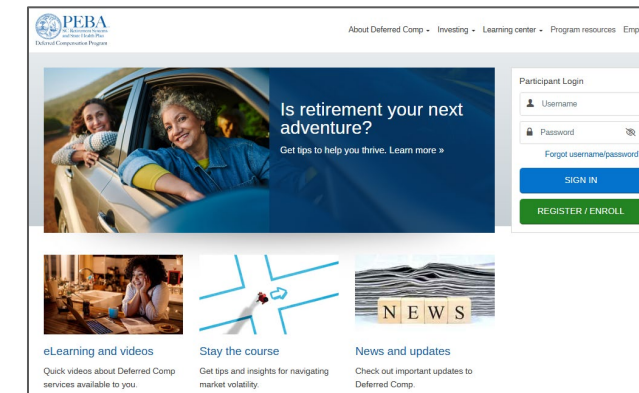 PEBA
SC Retirement Systems
and State Health Plan
Deferred Compensation Program
About Deferred Comp Investing Learning center Program resources Emp
Is retirement your next
adventure?
Get tips to help you thrive. Learn more »
Participant Login
Username
Password
Forgot username/password
SIGN IN
REGISTER / ENROLL
NEWS
eLearning and videos
Quick videos about Deferred Comp
services available to you.
Stay the course
Get tips and insights for navigating
market volatility.
News and updates
Check out important updates to
Deferred Comp.